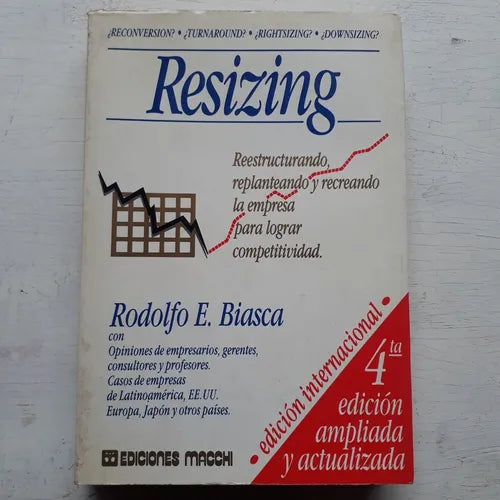 ¿RECONVERSION? • ¿TURNAROUND? • ¿RIGHTSIZING? • ¿DOWNSIZING?
Resizing
Reestructurando,
replanteando y recreando
la empresa
para lograr
competitividad.
Rodolfo E. Biasca
con
Opiniones de empresarios, gerentes,
consultores y profesores.
Casos de empresas
de Latinoamérica, EE.UU.
Europa, Japón y otros países.
EDICIONES MACCHI
• edición internacional •
4ta
edición
ampliada
y actualizada